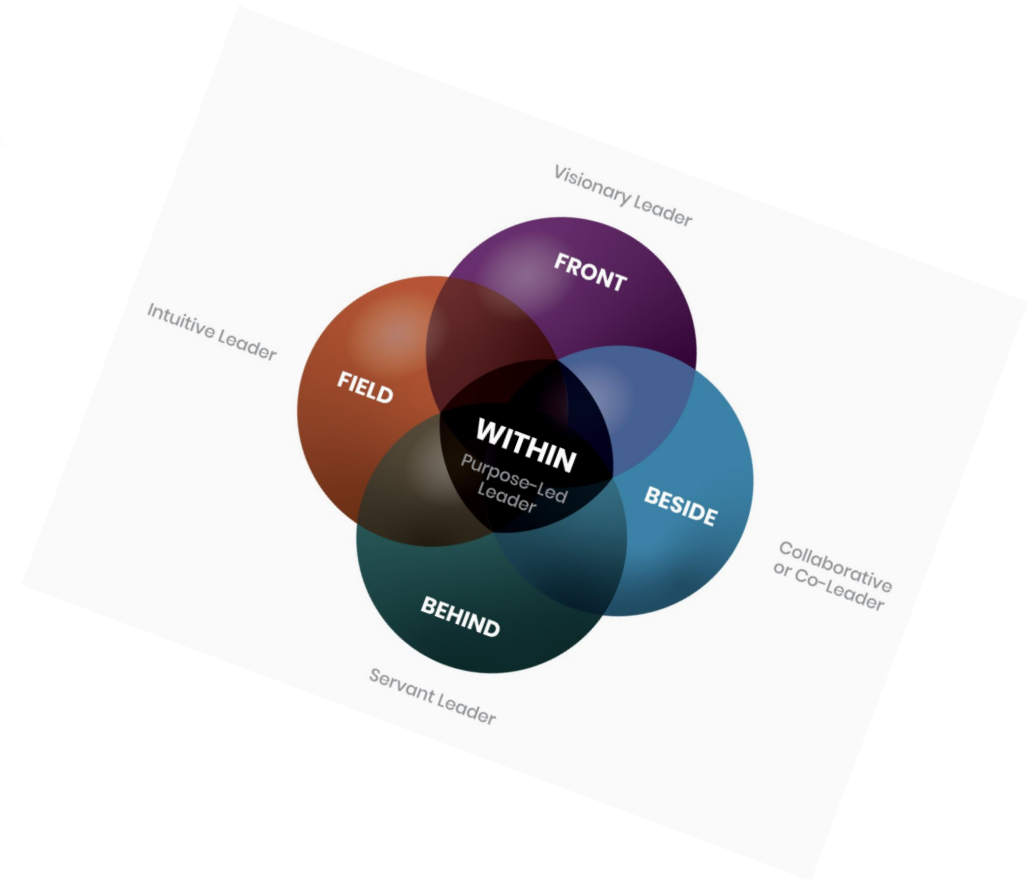 Visionary Leader
FRONT
Intuitive Leader
FIELD
WITHIN
Purpose-Led
Leader
BESIDE
Collaborative
or Co-Leader
BEHIND
Servant Leader